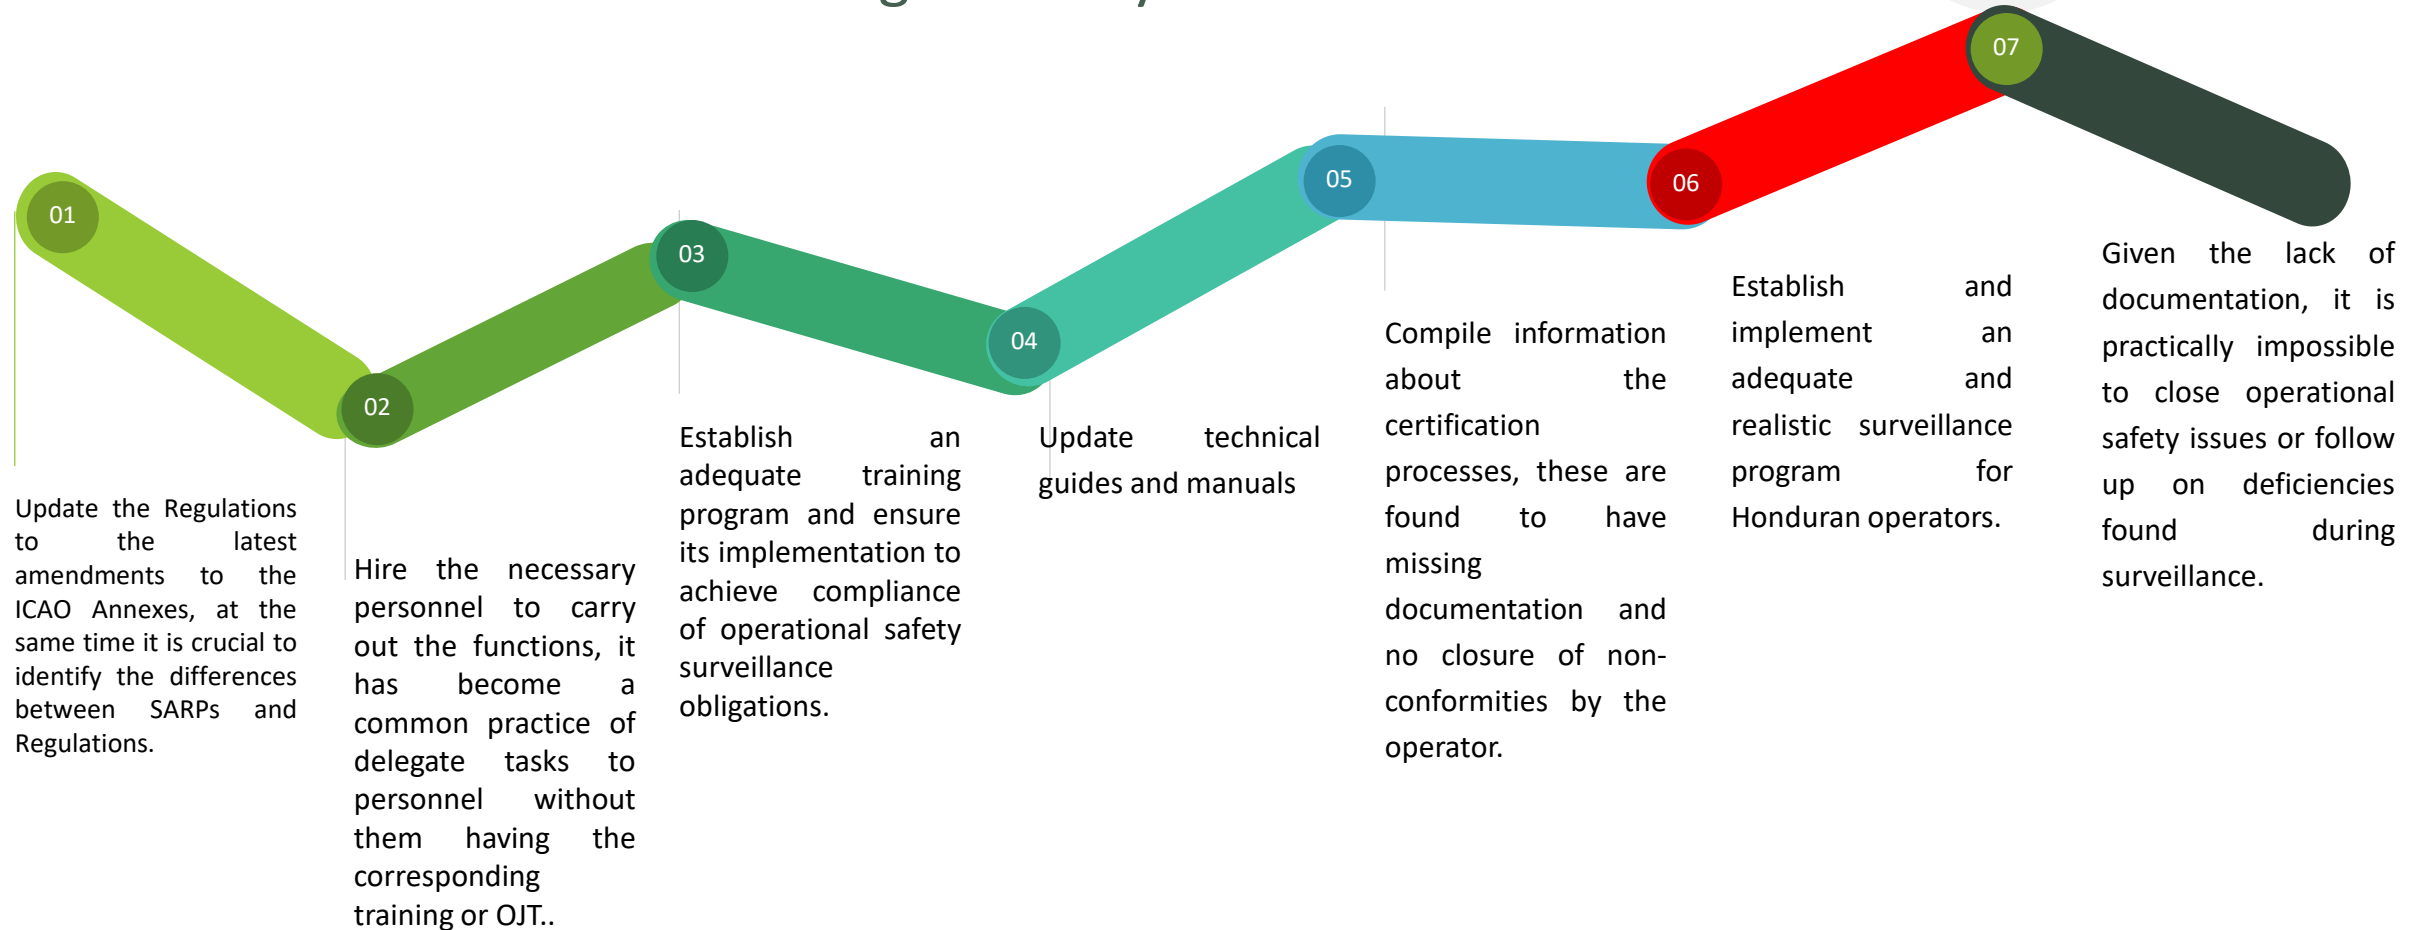 01
Update the Regulations
to the latest
amendments to the
ICAO Annexes, at the
same time it is crucial to
identify the differences
between SARPs and
Regulations.
02
Hire the necessary
personnel to carry
out the functions, it
has become a
common practice of
delegate tasks to
personnel without
them having the
corresponding
training or OJT..
03
Establish an
adequate training
program and ensure
its implementation to
achieve compliance
of operational safety
surveillance
obligations.
04
Update technical
guides and manuals
05
Compile information
about the
certification
processes, these are
found to have
missing
documentation and
no closure of non-
conformities by the
operator.
06
Establish and
implement an
adequate and
realistic surveillance
program for
Honduran operators.
07
Given the lack of
documentation, it is
practically impossible
to close operational
safety issues or follow
up on deficiencies
found during
surveillance.